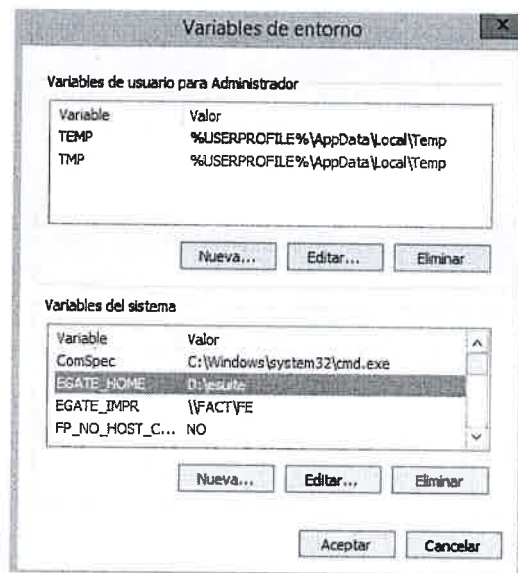 Variables de entorno
X
Variables de usuario para Administrador
Variable Valor
TEMP %USERPROFILE%\AppData\Local\Temp
TMP %USERPROFILE%\AppData\Local\Temp
Nueva... Editar... Eliminar
Variables del sistema
Variable Valor
ComSpec C:\Windows\system32\cmd.exe
EGATE_HOME D:\esuite
EGATE_IMPR \\FACT\FE
FP_NO_HOST_C... NO
Nueva... Editar... Eliminar
Aceptar Cancelar